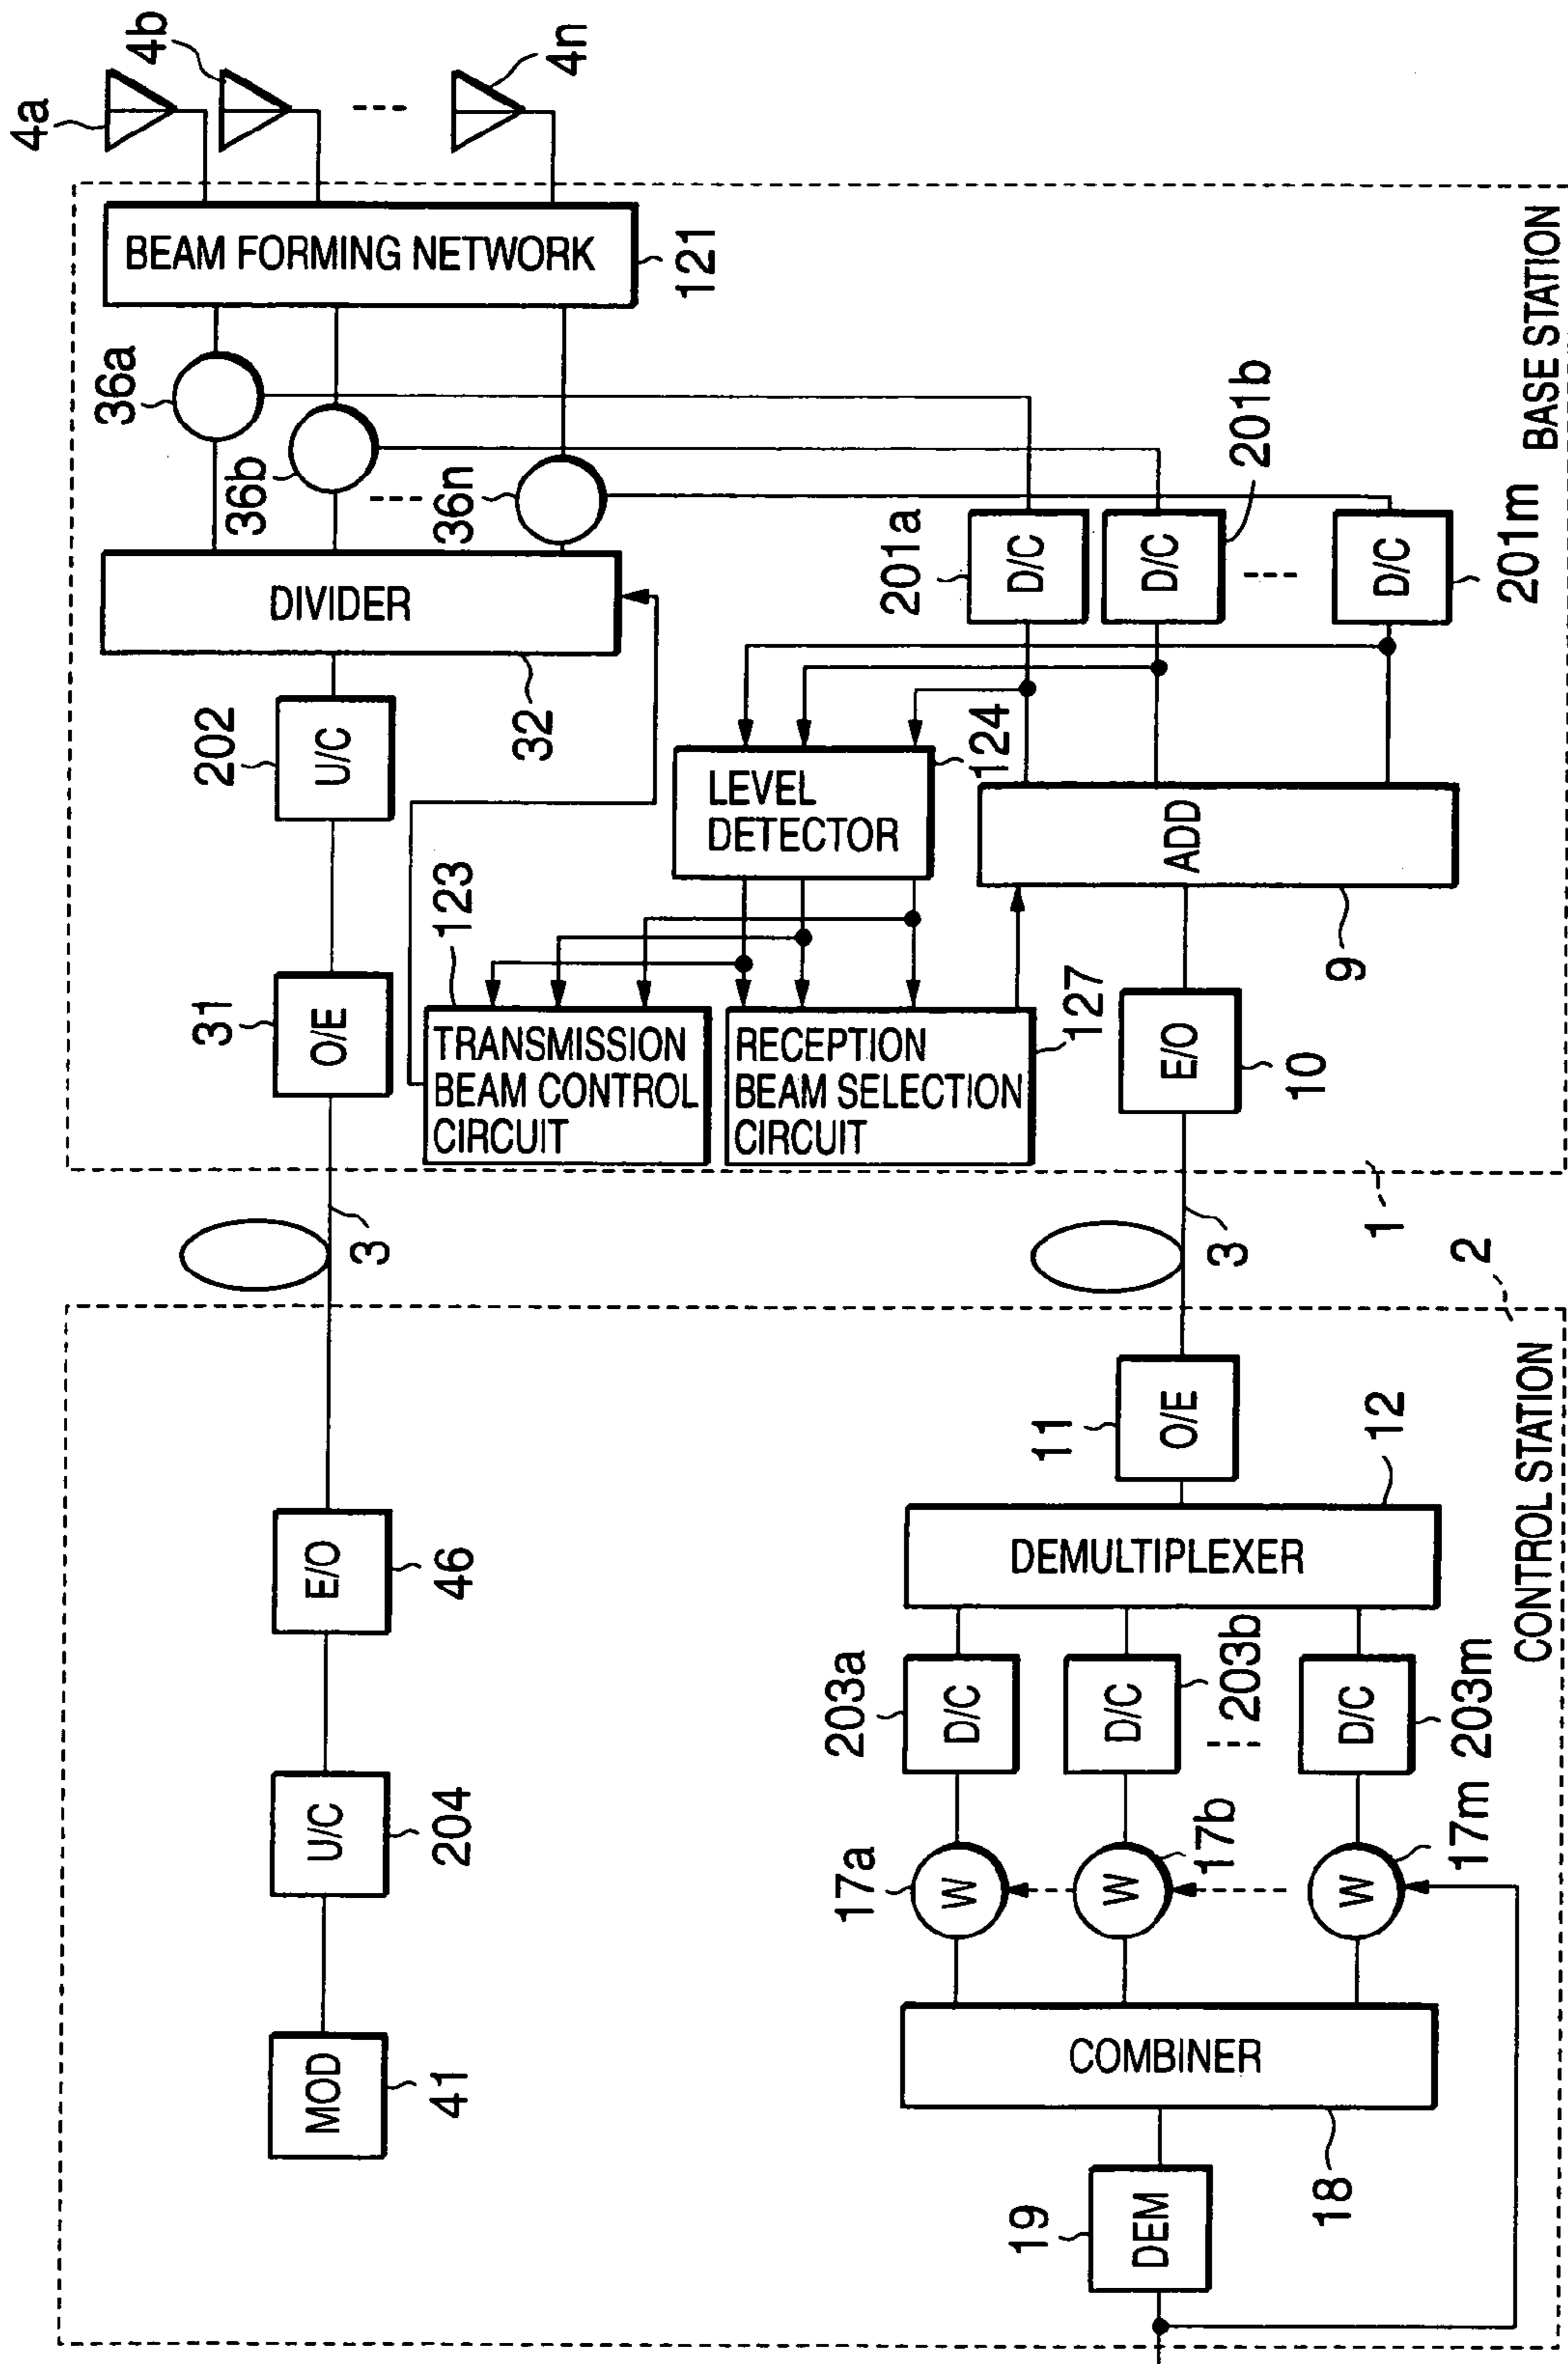 4a
4b
4n
BEAM FORMING NETWORK
121
36a
36b
36n
DIVIDER
32
202
U/C
31
O/E
3
201a
D/C
201b
D/C
201m
D/C
LEVEL
DETECTOR
124
123
TRANSMISSION
BEAM CONTROL
CIRCUIT
RECEPTION
BEAM SELECTION
CIRCUIT
127
ADD
9
E/O
10
BASE STATION
1
3
2
E/O
46
U/C
204
MOD
41
11
O/E
12
DEMULTIPLEXER
203a
D/C
203b
D/C
203m
D/C
17a
W
17b
W
17m
W
COMBINER
18
19
DEM
CONTROL STATION